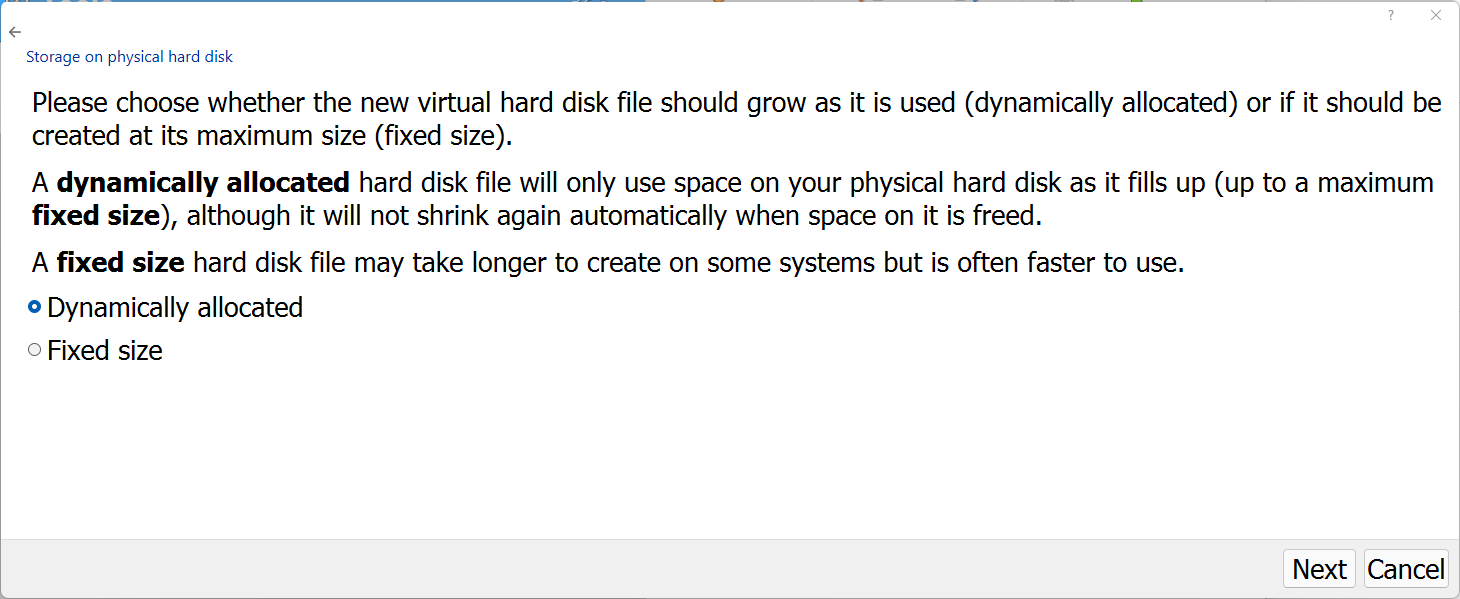 ?
Storage on physical hard disk
Please choose whether the new virtual hard disk file should grow as it is used (dynamically allocated) or if it should be
created at its maximum size (fixed size).
A dynamically allocated hard disk file will only use space on your physical hard disk as it fills up (up to a maximum
fixed size), although it will not shrink again automatically when space on it is freed.
A fixed size hard disk file may take longer to create on some systems but is often faster to use.
Dynamically allocated
Fixed size
Next Cancel